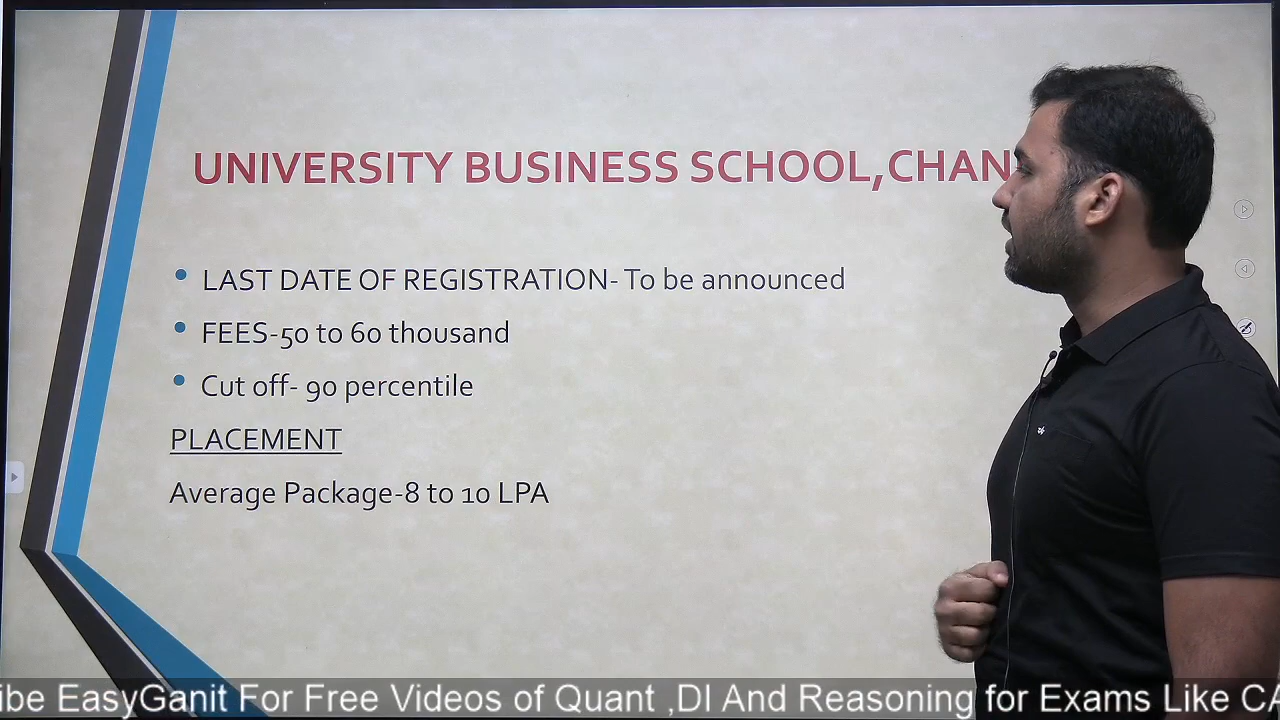 UNIVERSITY BUSINESS SCHOOL,CHAN
LAST DATE OF REGISTRATION- To be announced
FEES-50 to 60 thousand
Cut off- 90 percentile
PLACEMENT
Average Package-8 to 10 LPA
ibe EasyGanit For Free Videos of Quant ,DI And Reasoning for Exams Like CA